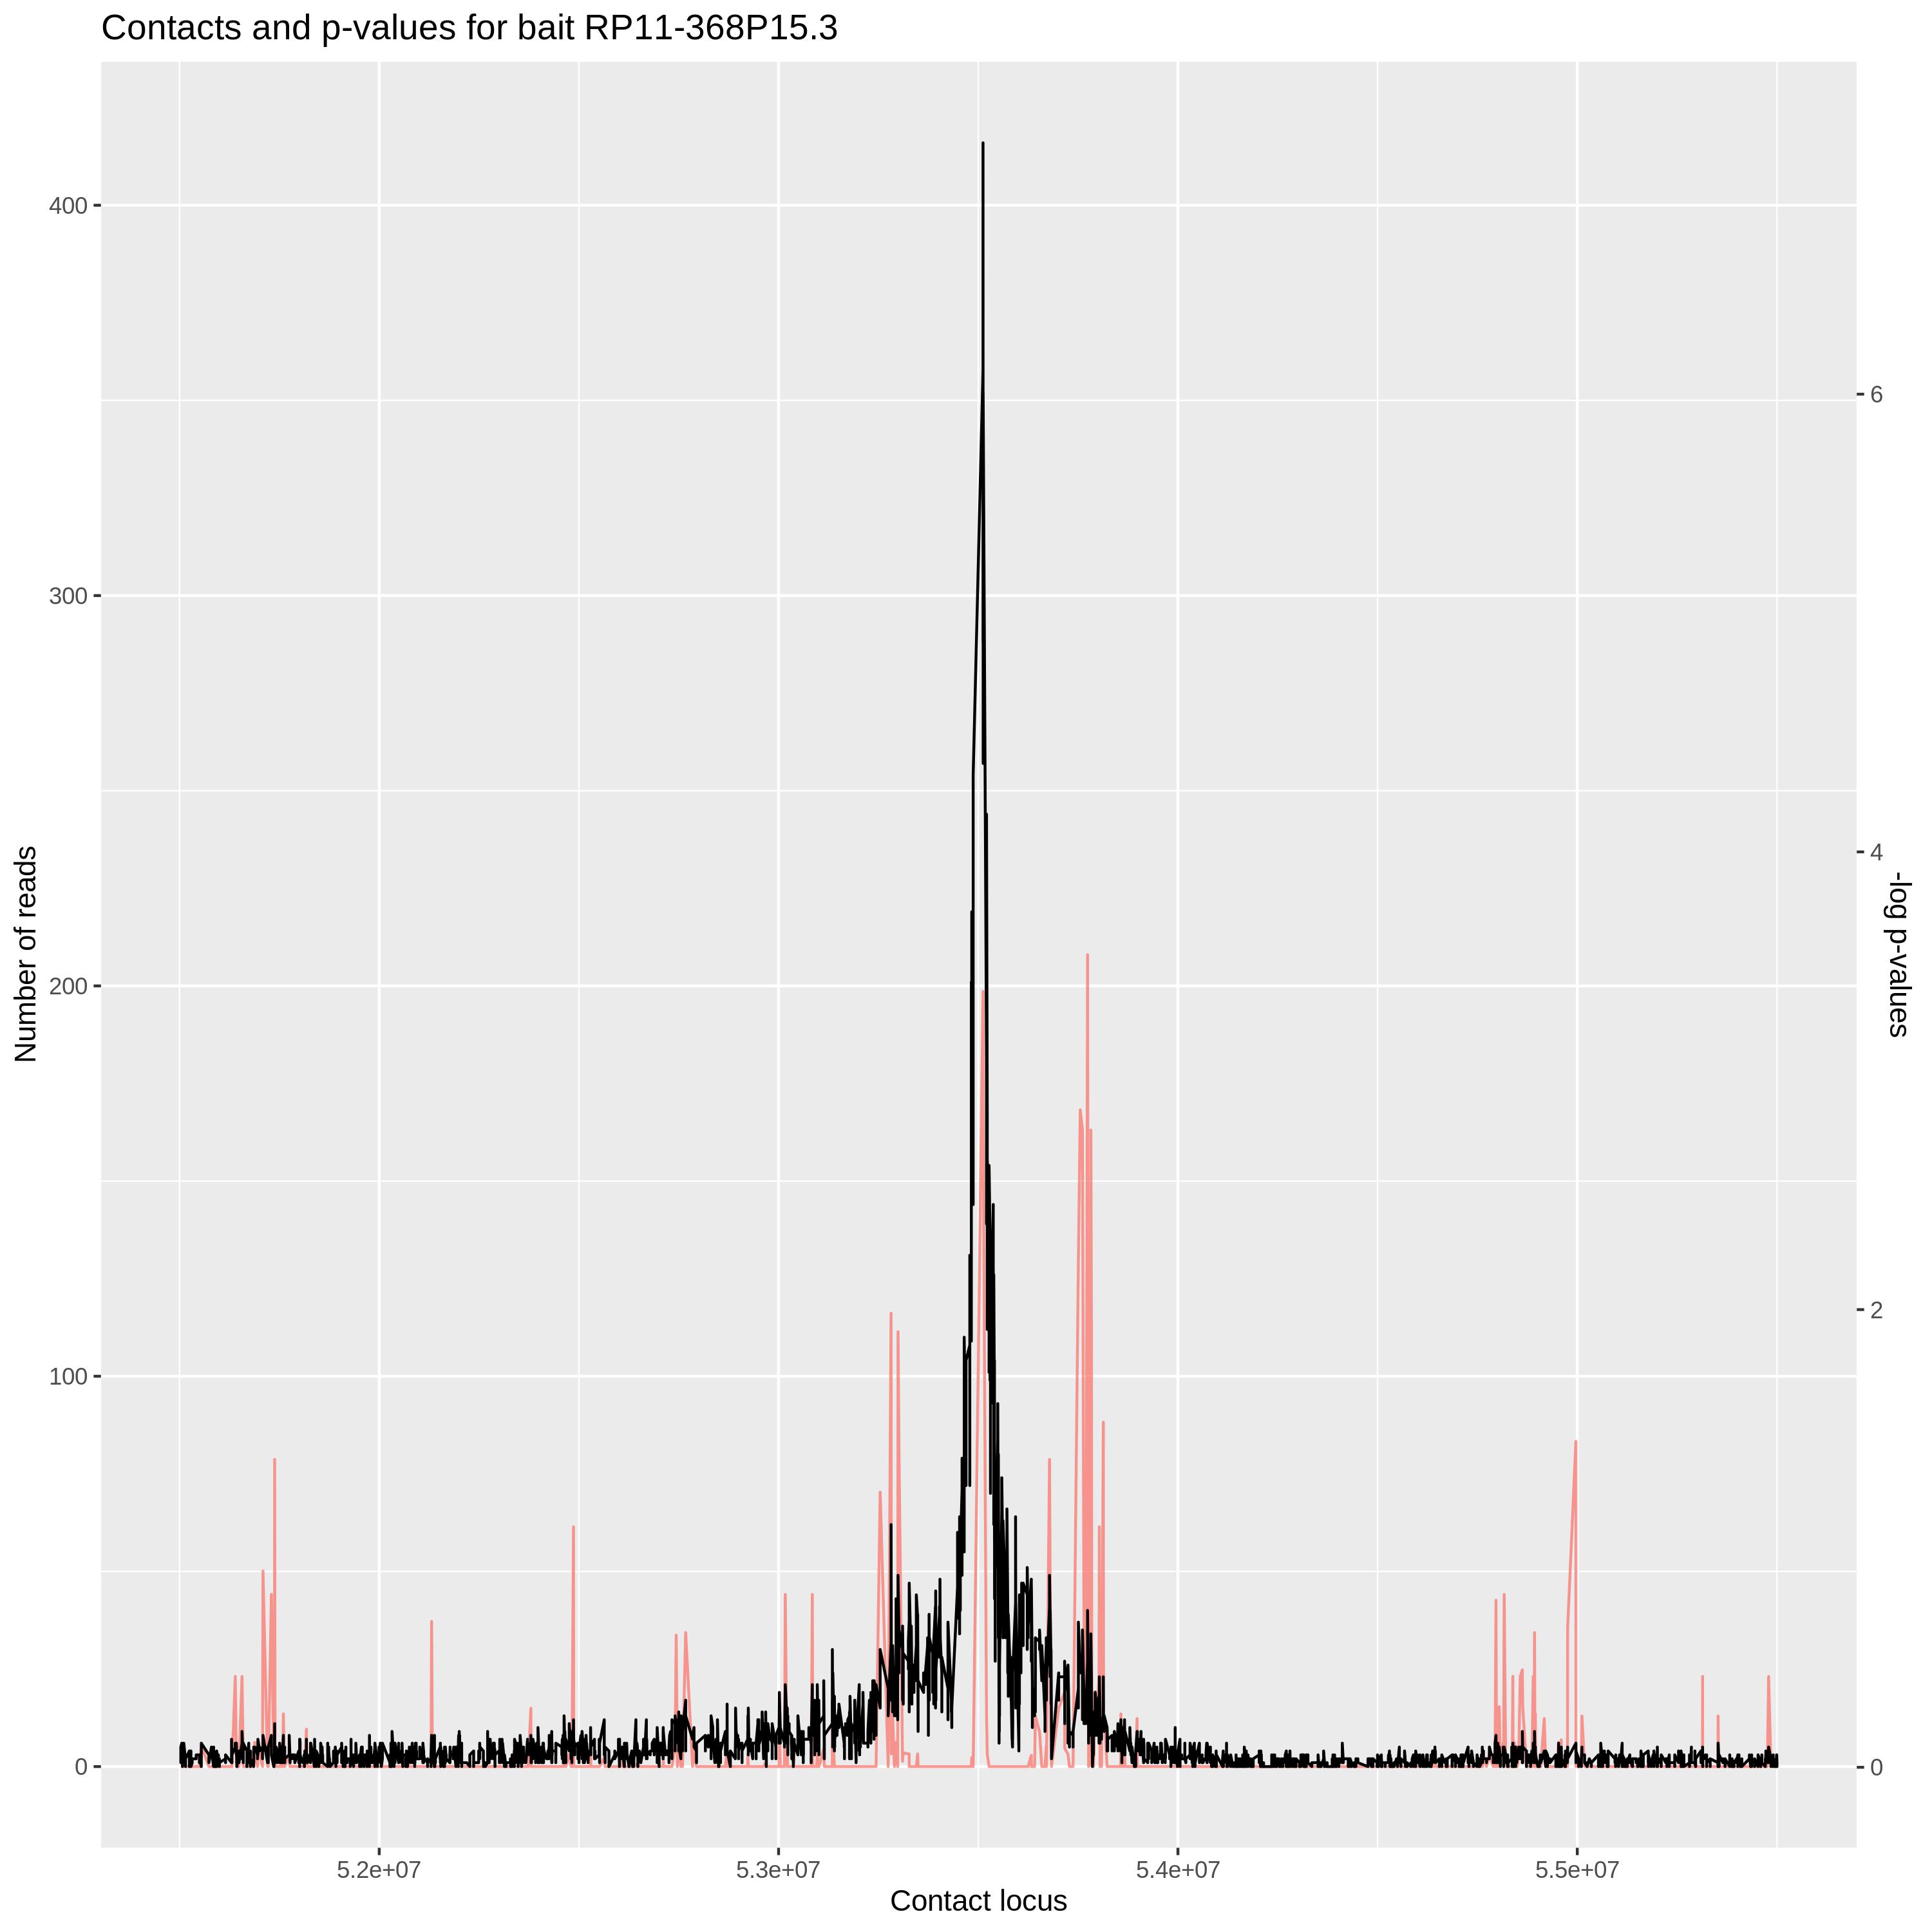 Contacts and p-values for bait RP11-368P15.3
400
300
200
100
0
Number of reads
6
4
2
0
-log p-values
5.2e+07
5.3e+07
5.4e+07
5.5e+07
Contact locus